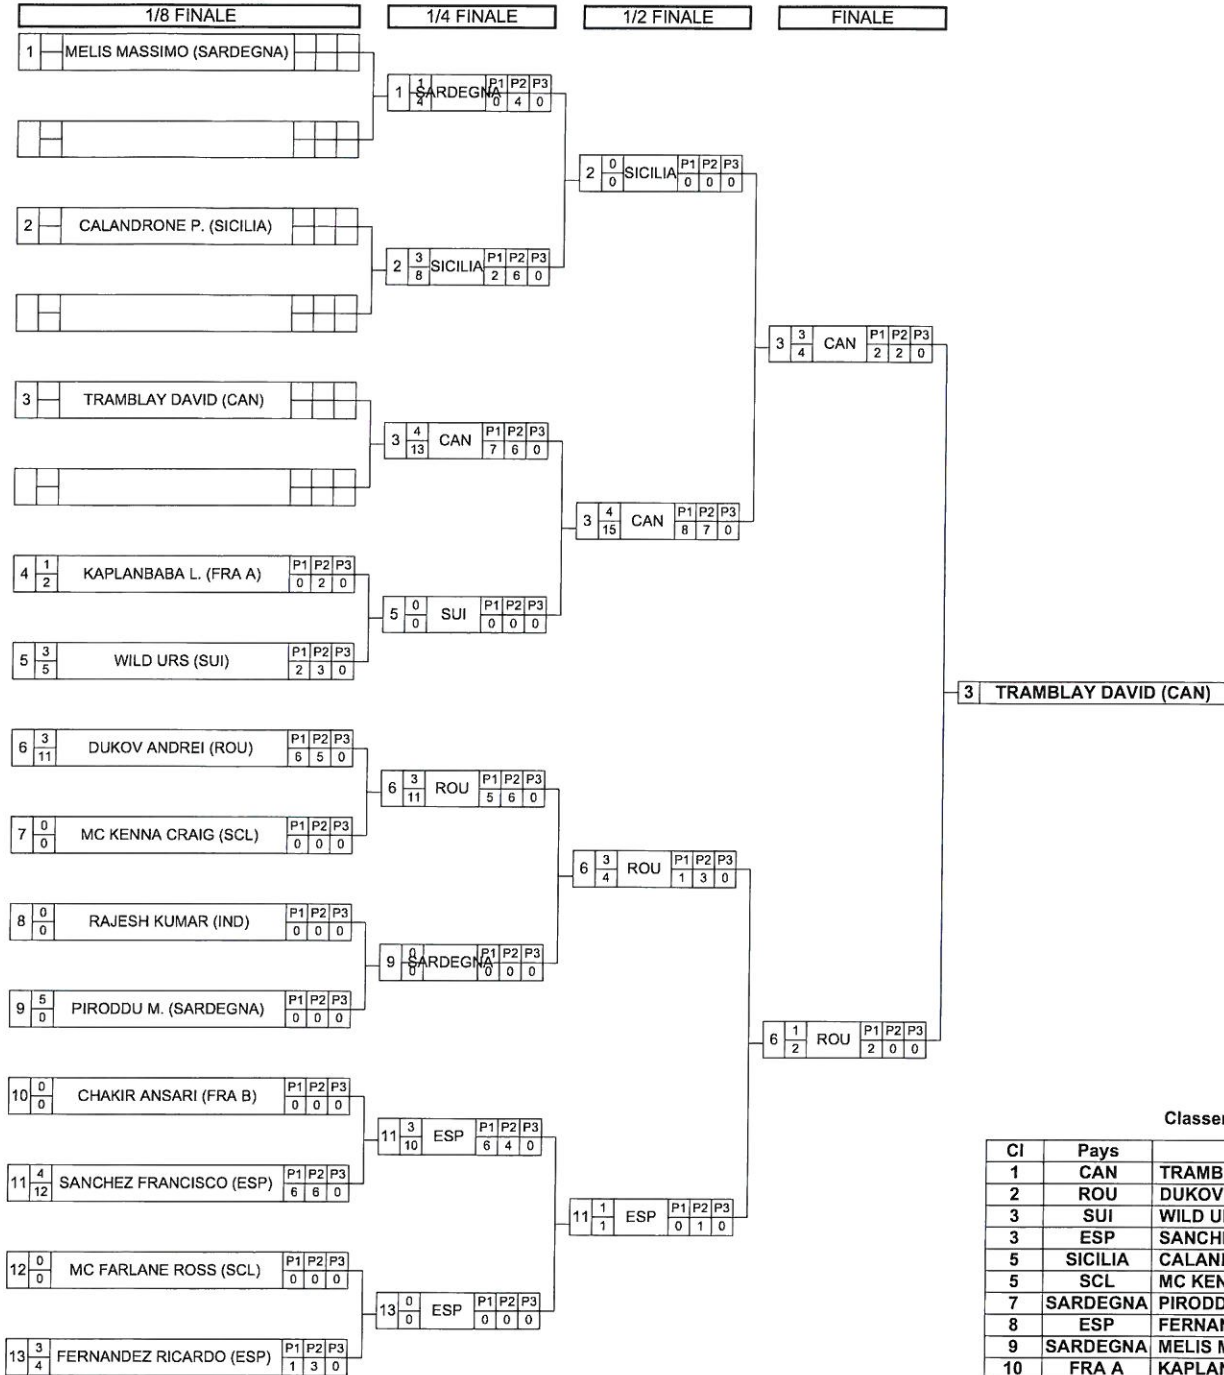 1/8 FINALE 1/4 FINALE 1/2 FINALE FINALE
1 MELIS MASSIMO (SARDEGNA)
1 1 SARDEGNA P1 P2 P3
4 0 4 0
2 0 SICILIA P1 P2 P3
0 0 0 0
2 CALANDRONE P. (SICILIA)
2 3 SICILIA P1 P2 P3
8 2 6 0
3 3 CAN P1 P2 P3
4 2 2 0
3 TRAMBLAY DAVID (CAN)
3 4 CAN P1 P2 P3
13 7 6 0
3 4 CAN P1 P2 P3
15 8 7 0
4 1 KAPLANBABA L. (FRA A) P1 P2 P3
2 0 2 0
5 0 SUI P1 P2 P3
0 0 0 0
5 3 WILD URS (SUI) P1 P2 P3
5 2 3 0
3 TRAMBLAY DAVID (CAN)
6 3 DUKOV ANDREI (ROU) P1 P2 P3
11 6 5 0
6 3 ROU P1 P2 P3
11 5 6 0
7 0 MC KENNA CRAIG (SCL) P1 P2 P3
0 0 0 0
6 3 ROU P1 P2 P3
4 1 3 0
8 0 RAJESH KUMAR (IND) P1 P2 P3
0 0 0 0
9 0 SARDEGNA P1 P2 P3
0 0 0 0
9 5 PIRODDU M. (SARDEGNA) P1 P2 P3
0 0 0 0
6 1 ROU P1 P2 P3
2 2 0 0
10 0 CHAKIR ANSARI (FRA B) P1 P2 P3
0 0 0 0
11 3 ESP P1 P2 P3
10 6 4 0
11 4 SANCHEZ FRANCISCO (ESP) P1 P2 P3
12 6 6 0
11 1 ESP P1 P2 P3
1 0 1 0
12 0 MC FARLANE ROSS (SCL) P1 P2 P3
0 0 0 0
13 0 ESP P1 P2 P3
0 0 0 0
13 3 FERNANDEZ RICARDO (ESP) P1 P2 P3
4 1 3 0
Classer
Cl Pays
1 CAN TRAMB
2 ROU DUKOV
3 SUI WILD U
3 ESP SANCH
5 SICILIA CALAN
5 SCL MC KEN
7 SARDEGNA PIRODD
8 ESP FERNA
9 SARDEGNA MELIS M
10 FRA A KAPLAN